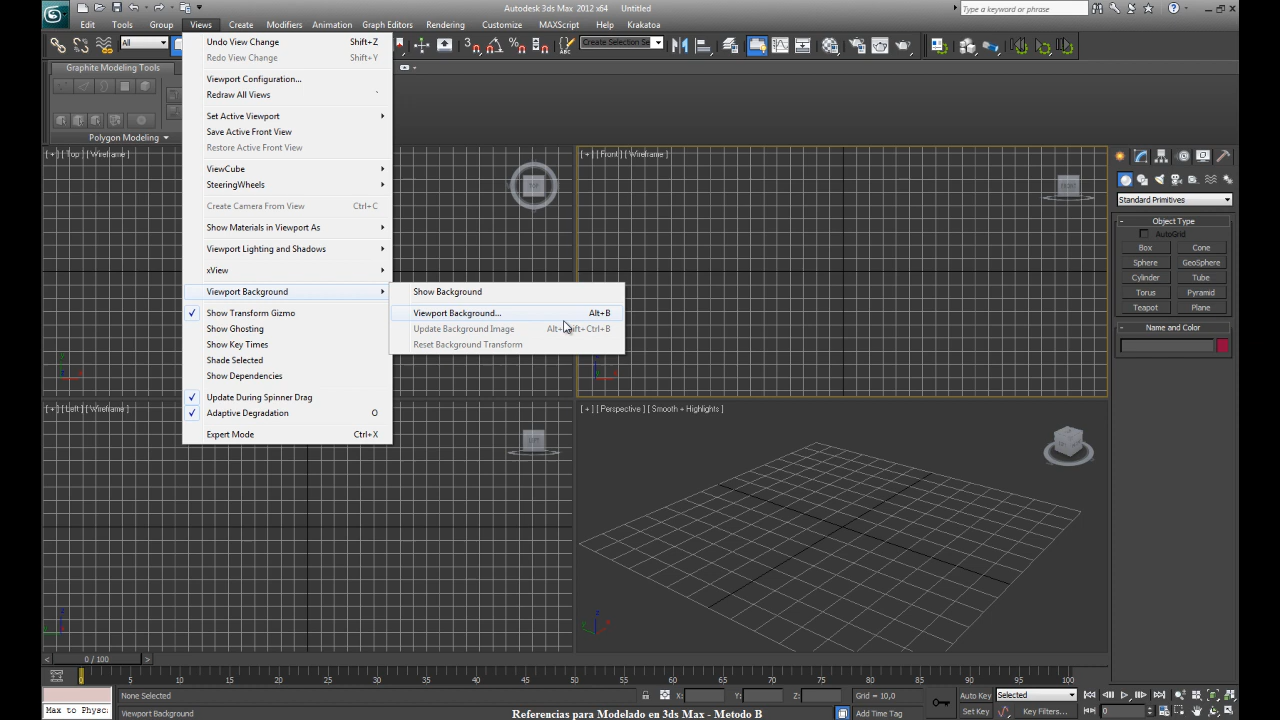 Autodesk 3ds Max 2012 x64 Untitled
Type a keyword or phrase
Edit Tools Group Views Create Modifiers Animation Graph Editors Rendering Customize MAXScript Help Krakatoa
All
Create Selection Se
Graphite Modeling Tools
Polygon Modeling
Undo View Change Shift+Z
Redo View Change Shift+Y
Viewport Configuration...
Redraw All Views `
Set Active Viewport
Save Active Front View
Restore Active Front View
ViewCube
SteeringWheels
Create Camera From View Ctrl+C
Show Materials in Viewport As
Viewport Lighting and Shadows
xView
Viewport Background
Show Transform Gizmo
Show Ghosting
Show Key Times
Shade Selected
Show Dependencies
Update During Spinner Drag
Adaptive Degradation O
Expert Mode Ctrl+X
Show Background
Viewport Background... Alt+B
Update Background Image
Reset Background Transform
[ + ] [ Top ] [ Wireframe ]
TOP
[ + ] [ Front ] [ Wireframe ]
FRONT
[ + ] [ Left ] [ Wireframe ]
LEFT
[ + ] [ Perspective ] [ Smooth + Highlights ]
Standard Primitives
Object Type
AutoGrid
Box Cone
Sphere GeoSphere
Cylinder Tube
Torus Pyramid
Teapot Plane
Name and Color
0 / 100
0 5 10 15 20 25 30 35 40 45 50 55 60 65 70 75 80 85 90 95 100
None Selected X: Y: Z: Grid = 10,0 Auto Key Selected
Max to Physc
Viewport Background
Add Time Tag Set Key Key Filters... 0
Referencias para Modelado en 3ds Max - Metodo B